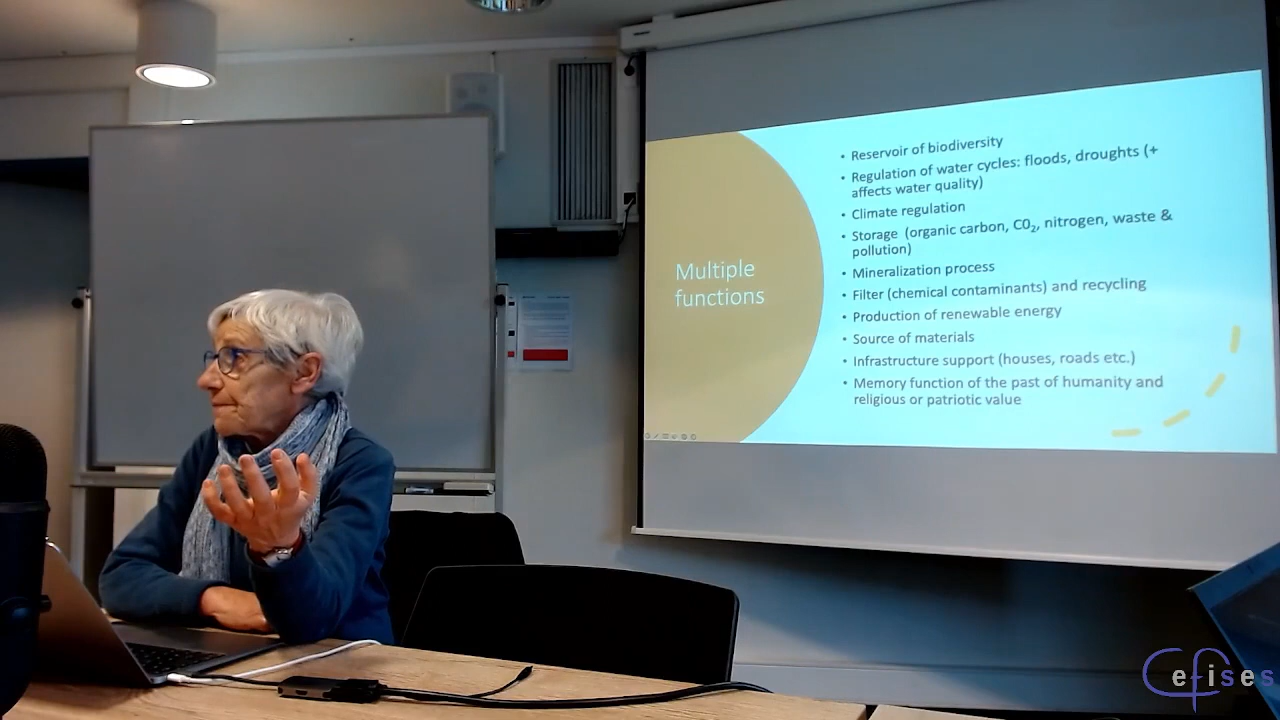 Multiple
functions
• Reservoir of biodiversity
• Regulation of water cycles: floods, droughts (+
affects water quality)
• Climate regulation
• Storage (organic carbon, C0₂, nitrogen, waste &
pollution)
• Mineralization process
• Filter (chemical contaminants) and recycling
• Production of renewable energy
• Source of materials
• Infrastructure support (houses, roads etc.)
• Memory function of the past of humanity and
religious or patriotic value
Cefises